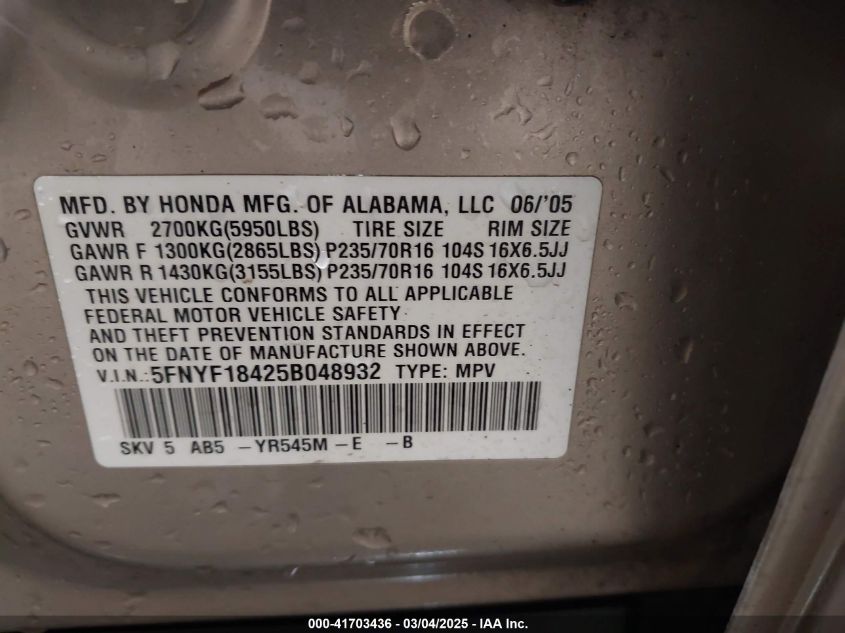 MFD. BY HONDA MFG. OF ALABAMA, LLC 06/'05
GVWR 2700KG(5950LBS) TIRE SIZE RIM SIZE
GAWR F 1300KG(2865LBS) P235/70R16 104S 16X6.5JJ
GAWR R 1430KG(3155LBS) P235/70R16 104S 16X6.5JJ
THIS VEHICLE CONFORMS TO ALL APPLICABLE
FEDERAL MOTOR VEHICLE SAFETY
AND THEFT PREVENTION STANDARDS IN EFFECT
ON THE DATE OF MANUFACTURE SHOWN ABOVE.
V.I.N.: 5FNYF18425B048932 TYPE: MPV
SKV 5 AB5 -YR545M -E -B
000-41703436 - 03/04/2025 - IAA Inc.